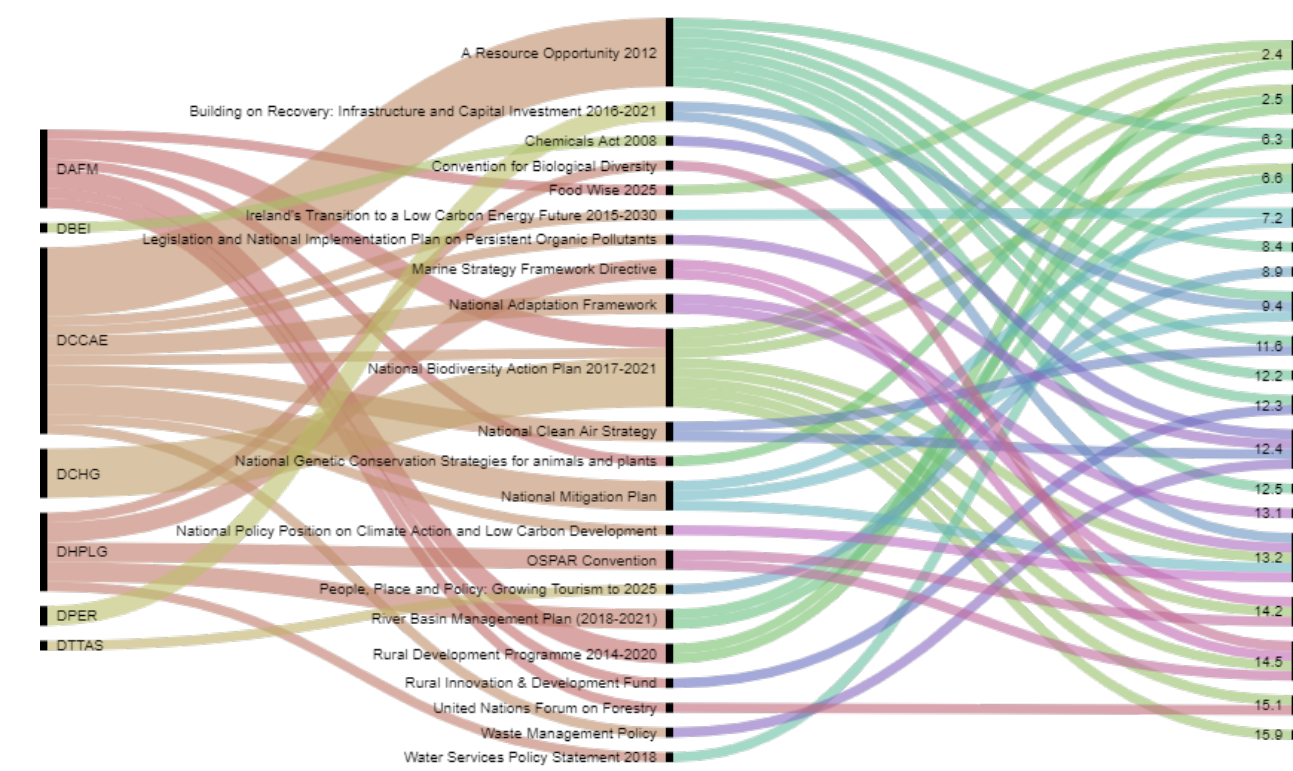 DAFM
DBEI
DCCAE
DCHG
DHPLG
DPER
DTTAS
A Resource Opportunity 2012
Building on Recovery: Infrastructure and Capital Investment 2016-2021
Chemicals Act 2008
Convention for Biological Diversity
Food Wise 2025
Ireland's Transition to a Low Carbon Energy Future 2015-2030
Legislation and National Implementation Plan on Persistent Organic Pollutants
Marine Strategy Framework Directive
National Adaptation Framework
National Biodiversity Action Plan 2017-2021
National Clean Air Strategy
National Genetic Conservation Strategies for animals and plants
National Mitigation Plan
National Policy Position on Climate Action and Low Carbon Development
OSPAR Convention
People, Place and Policy: Growing Tourism to 2025
River Basin Management Plan (2018-2021)
Rural Development Programme 2014-2020
Rural Innovation & Development Fund
United Nations Forum on Forestry
Waste Management Policy
Water Services Policy Statement 2018
2.4
2.5
6.3
6.6
7.2
8.4
8.9
9.4
11.6
12.2
12.3
12.4
12.5
13.1
13.2
14.2
14.5
15.1
15.9